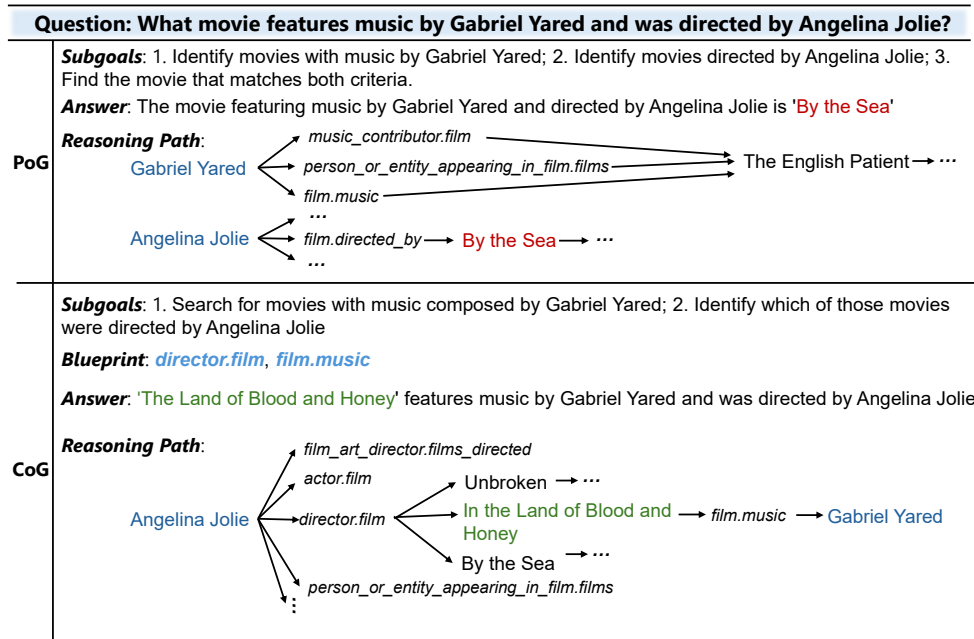 Question: What movie features music by Gabriel Yared and was directed by Angelina Jolie?
PoG
Subgoals: 1. Identify movies with music by Gabriel Yared; 2. Identify movies directed by Angelina Jolie; 3.
Find the movie that matches both criteria.
Answer: The movie featuring music by Gabriel Yared and directed by Angelina Jolie is 'By the Sea'
Reasoning Path:
music_contributor.film
Gabriel Yared
person_or_entity_appearing_in_film.films
The English Patient
...
film.music
...
Angelina Jolie
film.directed_by
By the Sea
...
...
CoG
Subgoals: 1. Search for movies with music composed by Gabriel Yared; 2. Identify which of those movies
were directed by Angelina Jolie
Blueprint: director.film, film.music
Answer: 'The Land of Blood and Honey' features music by Gabriel Yared and was directed by Angelina Jolie
Reasoning Path:
film_art_director.films_directed
actor.film
Unbroken
...
Angelina Jolie
director.film
In the Land of Blood and
Honey
film.music
Gabriel Yared
By the Sea
...
person_or_entity_appearing_in_film.films
⋮